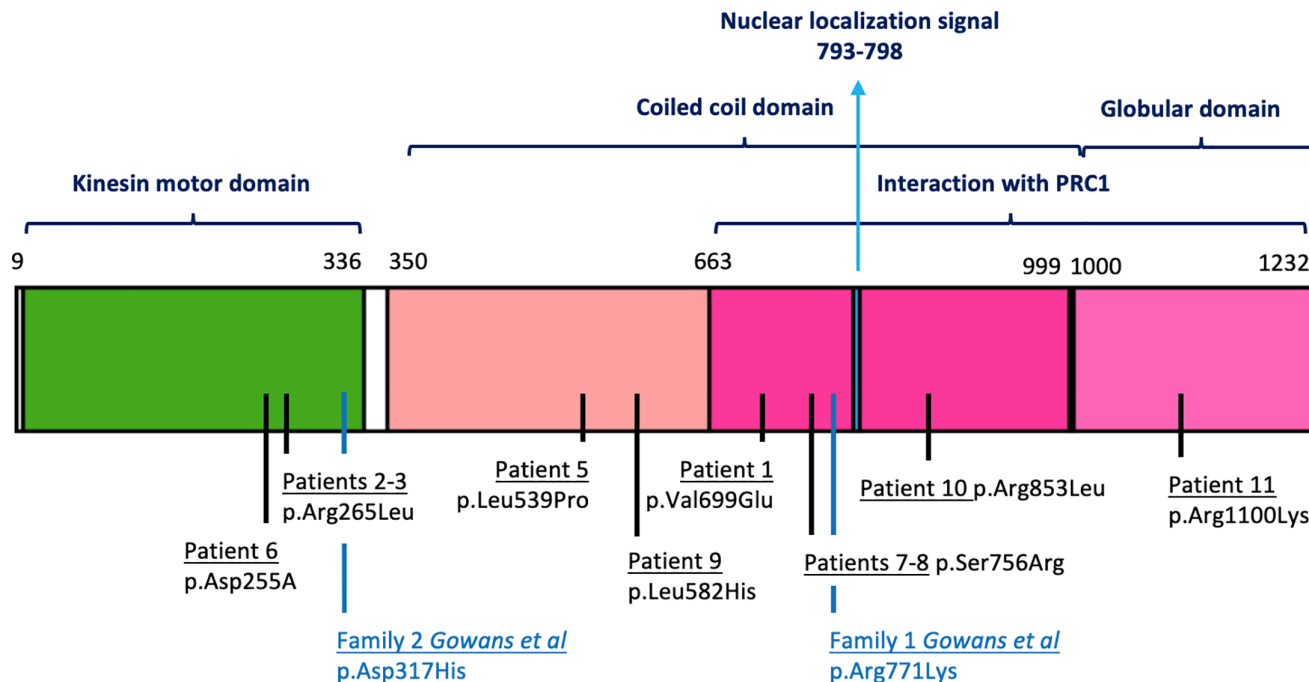 Nuclear localization signal
793-798
Coiled coil domain
Globular domain
Kinesin motor domain
Interaction with PRC1
9
336
350
663
999
1000
1232
Patients 2-3
p.Arg265Leu
Patient 5
p.Leu539Pro
Patient 1
p.Val699Glu
Patient 10 p.Arg853Leu
Patient 11
p.Arg1100Lys
Patient 6
p.Asp255A
Patient 9
p.Leu582His
Patients 7-8 p.Ser756Arg
Family 2 Gowans et al
p.Asp317His
Family 1 Gowans et al
p.Arg771Lys